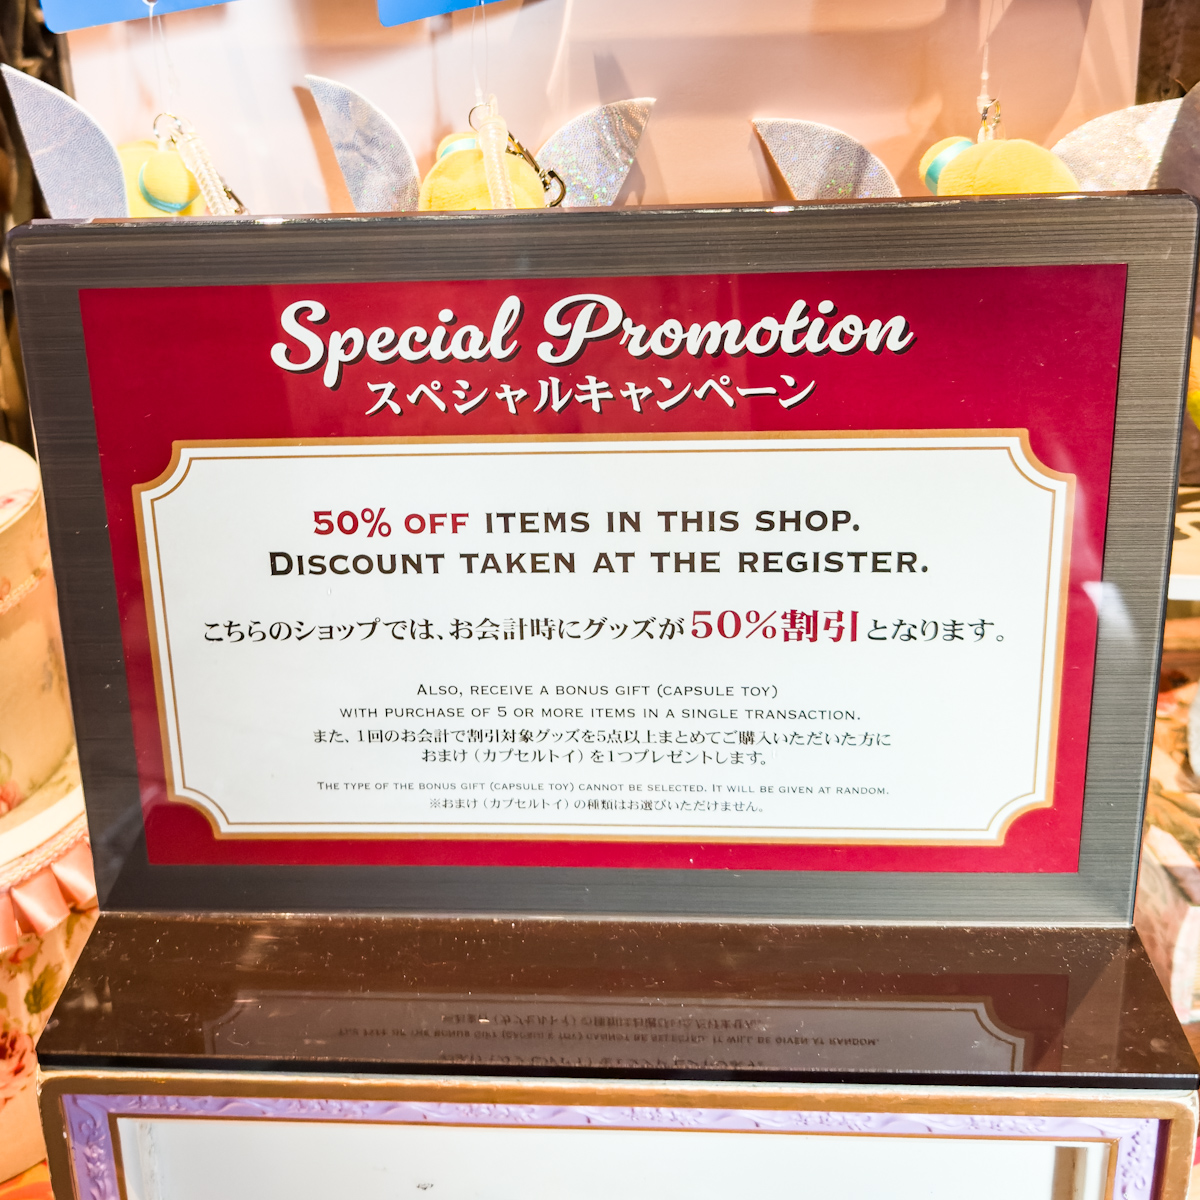 Special Promotion
スペシャルキャンペーン
50% OFF ITEMS IN THIS SHOP.
DISCOUNT TAKEN AT THE REGISTER.
こちらのショップでは、お会計時にグッズが50%割引となります。
ALSO, RECEIVE A BONUS GIFT (CAPSULE TOY)
WITH PURCHASE OF 5 OR MORE ITEMS IN A SINGLE TRANSACTION.
また、1回のお会計で割引対象グッズを5点以上まとめてご購入いただいた方に
おまけ（カプセルトイ）を1つプレゼントします。
THE TYPE OF THE BONUS GIFT (CAPSULE TOY) CANNOT BE SELECTED. IT WILL BE GIVEN AT RANDOM.
※おまけ（カプセルトイ）の種類はお選びいただけません。